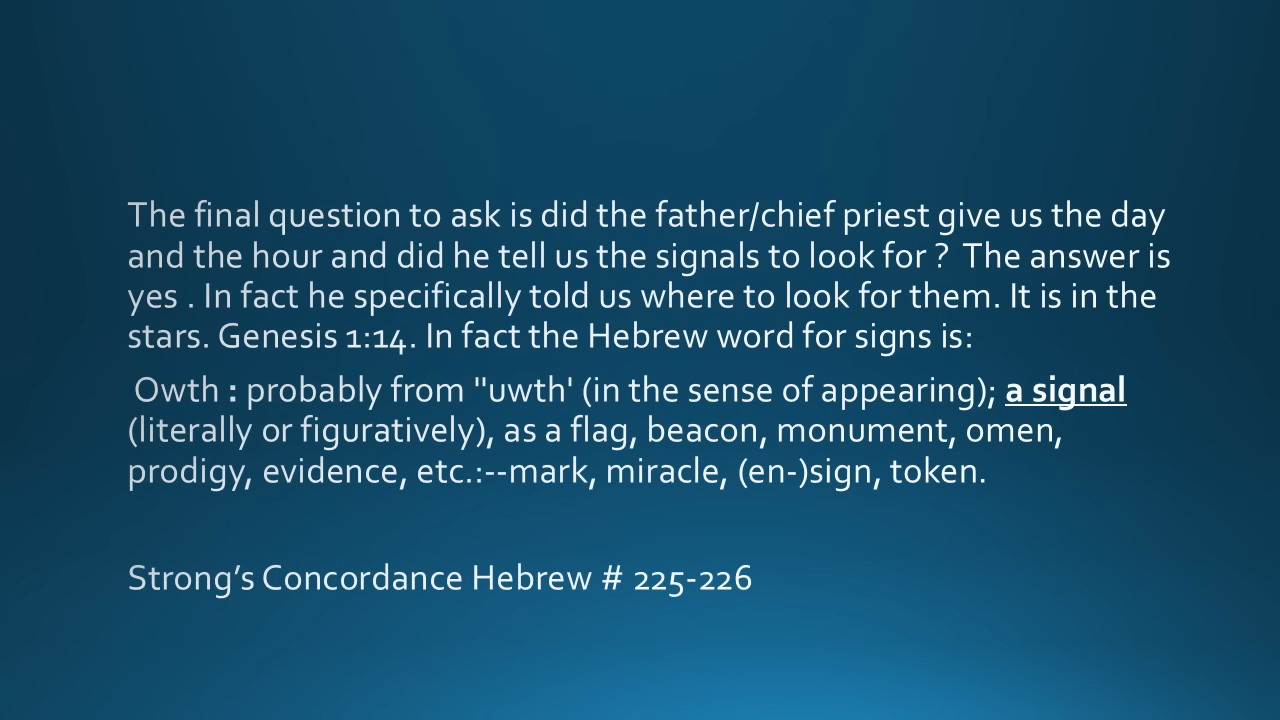 The final question to ask is did the father/chief priest give us the day
and the hour and did he tell us the signals to look for ?  The answer is
yes . In fact he specifically told us where to look for them. It is in the
stars. Genesis 1:14. In fact the Hebrew word for signs is:
Owth : probably from "uwth' (in the sense of appearing); a signal
(literally or figuratively), as a flag, beacon, monument, omen,
prodigy, evidence, etc.:--mark, miracle, (en-)sign, token.
Strong’s Concordance Hebrew # 225-226